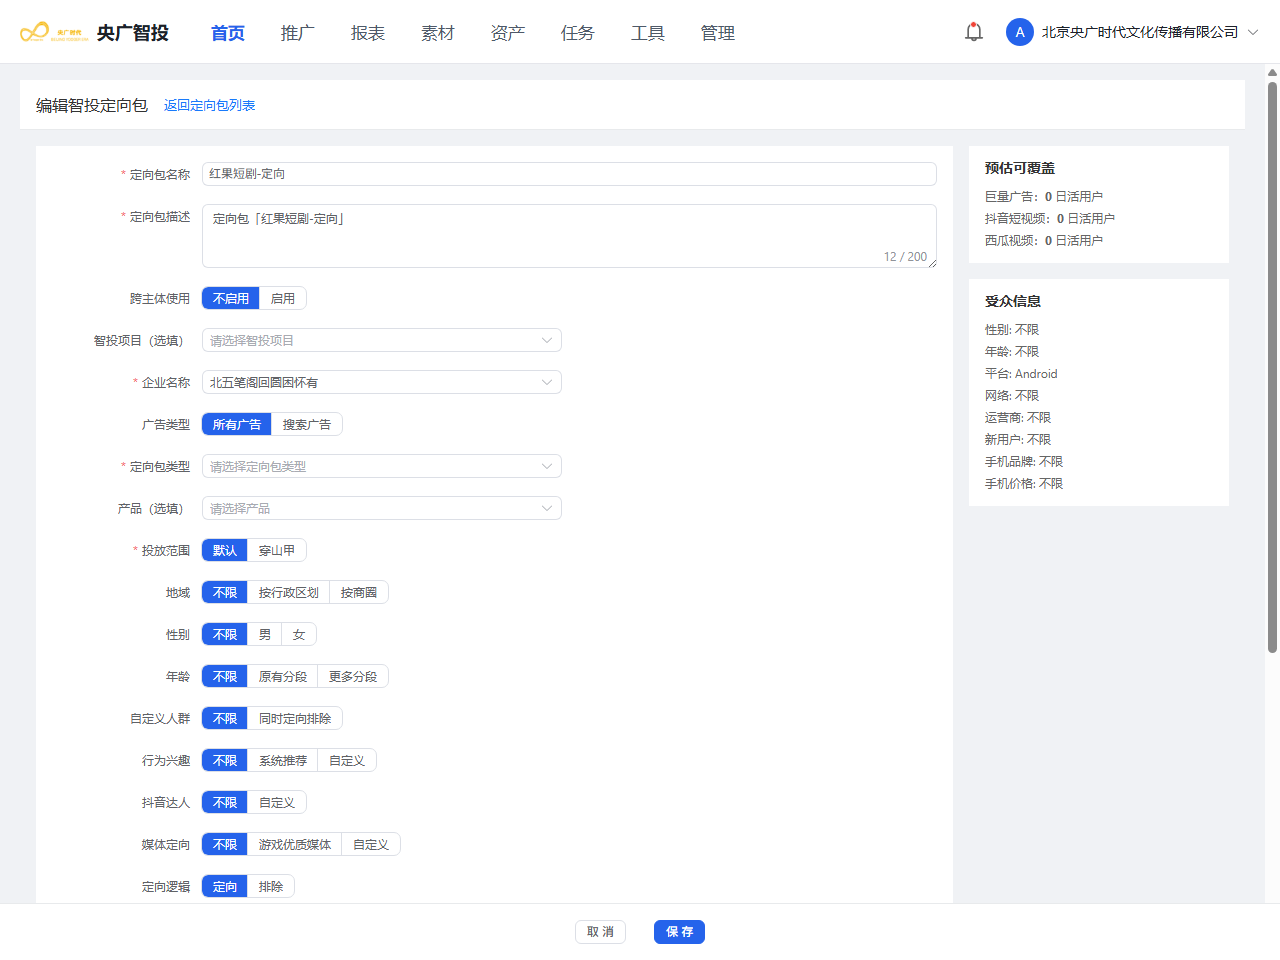 央广时代
央广智投
首页
推广
报表
素材
资产
任务
工具
管理
A
北京央广时代文化传播有限公司
编辑智投定向包
返回定向包列表
* 定向包名称
红果短剧-定向
* 定向包描述
定向包「红果短剧-定向」
12 / 200
跨主体使用
不启用
启用
智投项目（选填）
请选择智投项目
* 企业名称
北五笔阁回圆困怀有
广告类型
所有广告
搜索广告
* 定向包类型
请选择定向包类型
产品（选填）
请选择产品
* 投放范围
默认
穿山甲
地域
不限
按行政区划
按商圈
性别
不限
男
女
年龄
不限
原有分段
更多分段
自定义人群
不限
同时定向排除
行为兴趣
不限
系统推荐
自定义
抖音达人
不限
自定义
媒体定向
不限
游戏优质媒体
自定义
定向逻辑
定向
排除
预估可覆盖
巨量广告：0 日活用户
抖音短视频：0 日活用户
西瓜视频：0 日活用户
受众信息
性别: 不限
年龄: 不限
平台: Android
网络: 不限
运营商: 不限
新用户: 不限
手机品牌: 不限
手机价格: 不限
取 消
保 存